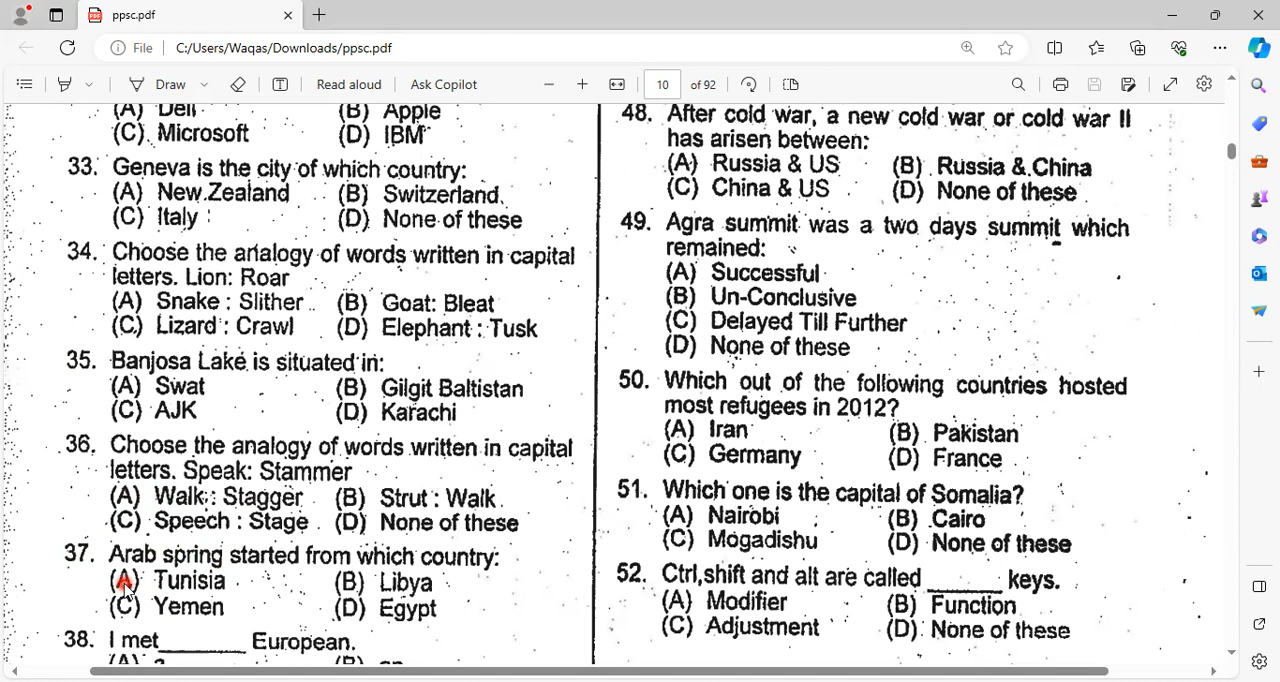 ppsc.pdf
File C:/Users/Waqas/Downloads/ppsc.pdf
Draw Read aloud Ask Copilot 10 of 92
(A) Dell (B) Apple
(C) Microsoft (D) IBM
33. Geneva is the city of which country:
(A) New Zealand (B) Switzerland
(C) Italy (D) None of these
34. Choose the analogy of words written in capital
letters. Lion: Roar
(A) Snake : Slither (B) Goat: Bleat
(C) Lizard : Crawl (D) Elephant : Tusk
35. Banjosa Lake is situated in:
(A) Swat (B) Gilgit Baltistan
(C) AJK (D) Karachi
36. Choose the analogy of words written in capital
letters. Speak: Stammer
(A) Walk : Stagger (B) Strut : Walk
(C) Speech : Stage (D) None of these
37. Arab spring started from which country:
(A) Tunisia (B) Libya
(C) Yemen (D) Egypt
38. I met________ European.
(A) a (B) an
48. After cold war, a new cold war or cold war II
has arisen between:
(A) Russia & US (B) Russia & China
(C) China & US (D) None of these
49. Agra summit was a two days summit which
remained:
(A) Successful
(B) Un-Conclusive
(C) Delayed Till Further
(D) None of these
50. Which out of the following countries hosted
most refugees in 2012?
(A) Iran (B) Pakistan
(C) Germany (D) France
51. Which one is the capital of Somalia?
(A) Nairobi (B) Cairo
(C) Mogadishu (D) None of these
52. Ctrl,shift and alt are called _______ keys.
(A) Modifier (B) Function
(C) Adjustment (D) None of these